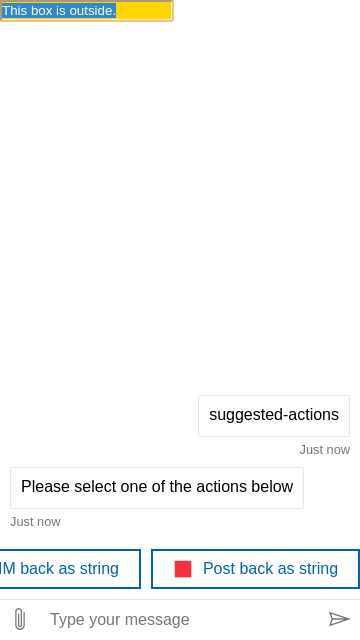 This box is outside.
suggested-actions
Just now
Please select one of the actions below
Just now
IM back as string
Post back as string
Type your message